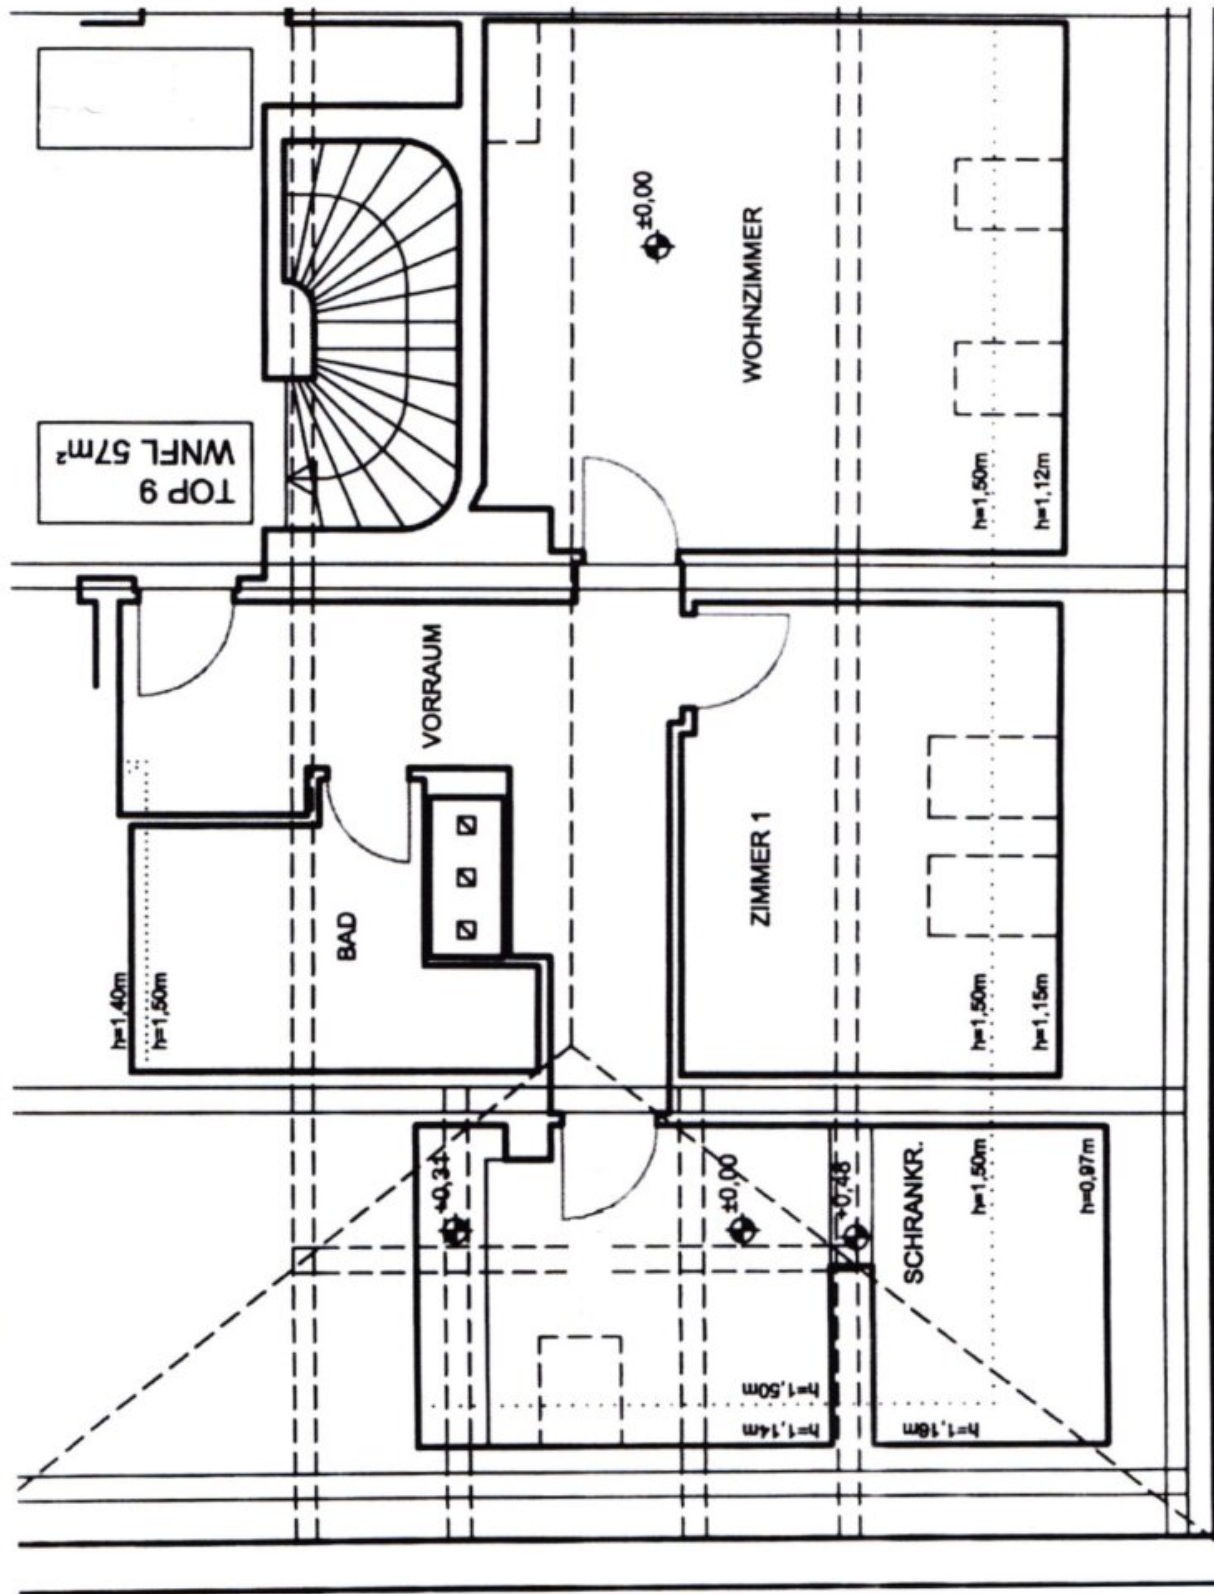 TOP 9
WNFL 57m²
±0,00
WOHNZIMMER
h=1,50m
h=1,12m
VORRAUM
ZIMMER 1
BAD
h=1,40m
h=1,50m
h=1,50m
h=1,15m
+0,31
±0,00
+0,48
SCHRANKR.
h=1,50m
h=0,97m
h=1,50m
h=1,14m
h=1,16m